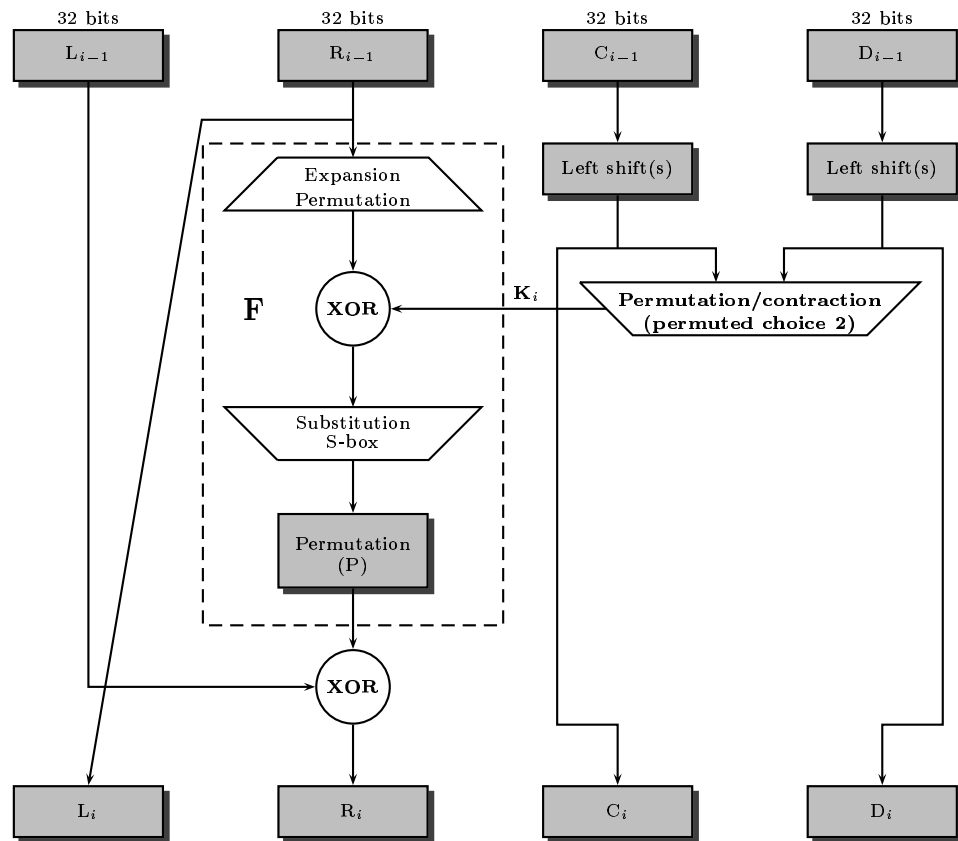 32 bits 32 bits 32 bits 32 bits
L_{i−1} R_{i−1} C_{i−1} D_{i−1}
Expansion
Permutation
Left shift(s) Left shift(s)
F
XOR
K_i
Permutation/contraction
(permuted choice 2)
Substitution
S-box
Permutation
(P)
XOR
L_i R_i C_i D_i